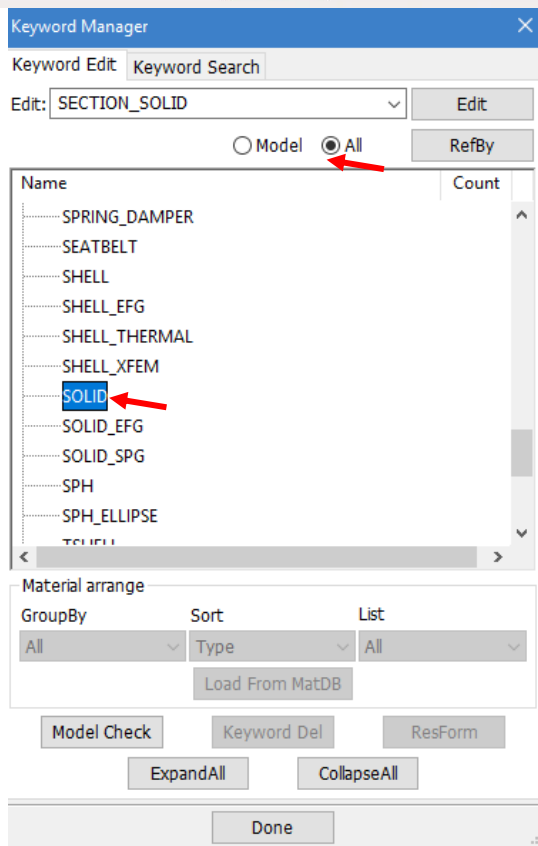 Keyword Manager
Keyword Edit Keyword Search
Edit: SECTION_SOLID Edit
Model All RefBy
Name Count
SPRING_DAMPER
SEATBELT
SHELL
SHELL_EFG
SHELL_THERMAL
SHELL_XFEM
SOLID
SOLID_EFG
SOLID_SPG
SPH
SPH_ELLIPSE
TSHELL
Material arrange
GroupBy Sort List
All Type All
Load From MatDB
Model Check Keyword Del ResForm
ExpandAll CollapseAll
Done